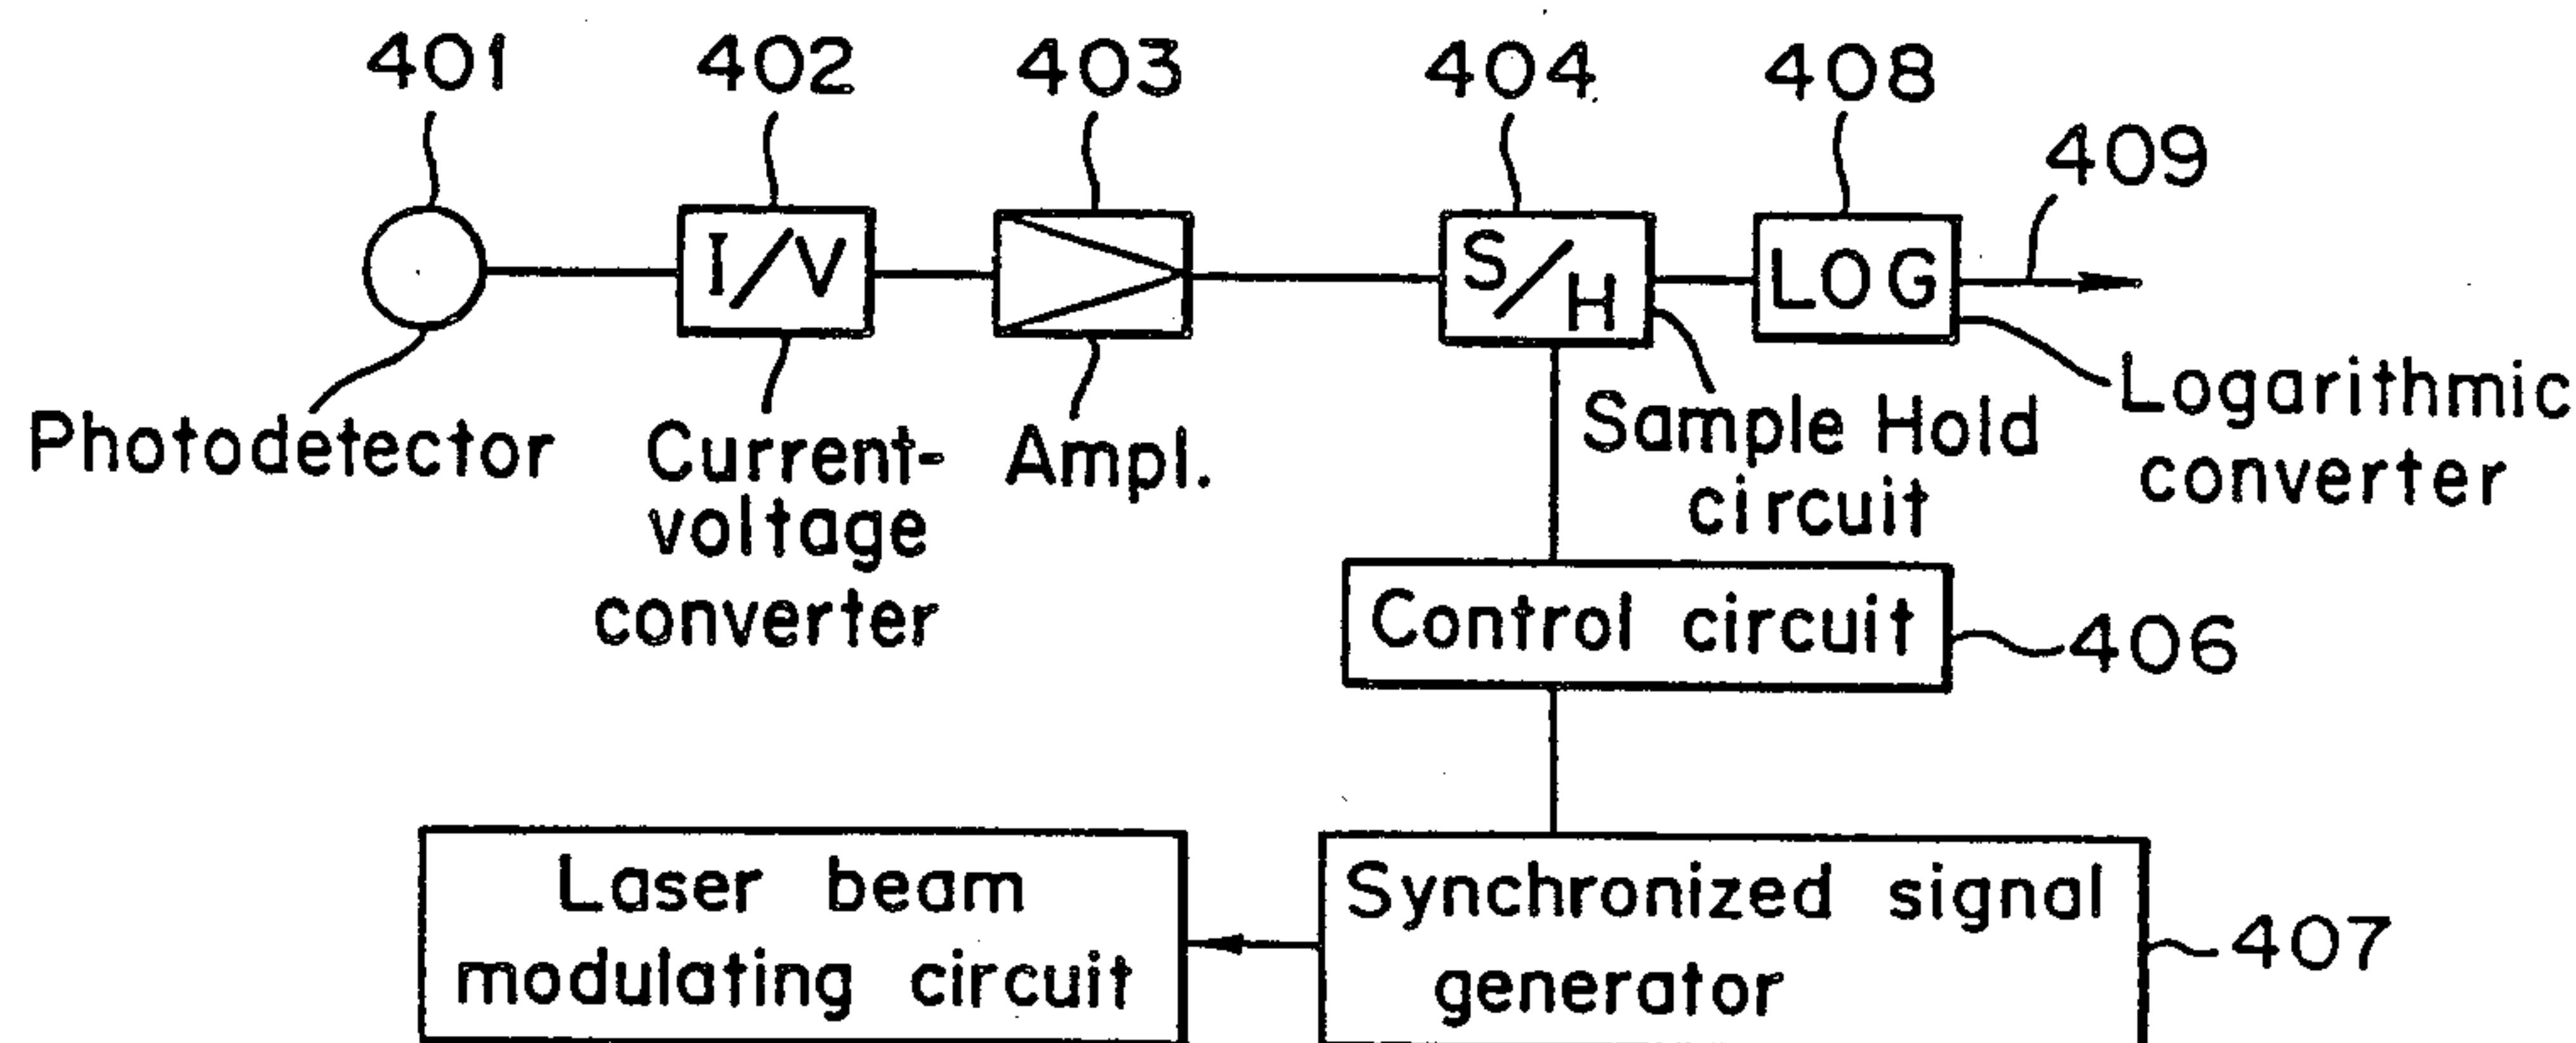 401
402
403
404
408
409
I/V
S/H
LOG
Photodetector
Current-
voltage
converter
Ampl.
Sample Hold
circuit
Logarithmic
converter
Control circuit
406
Laser beam
modulating circuit
Synchronized signal
generator
407